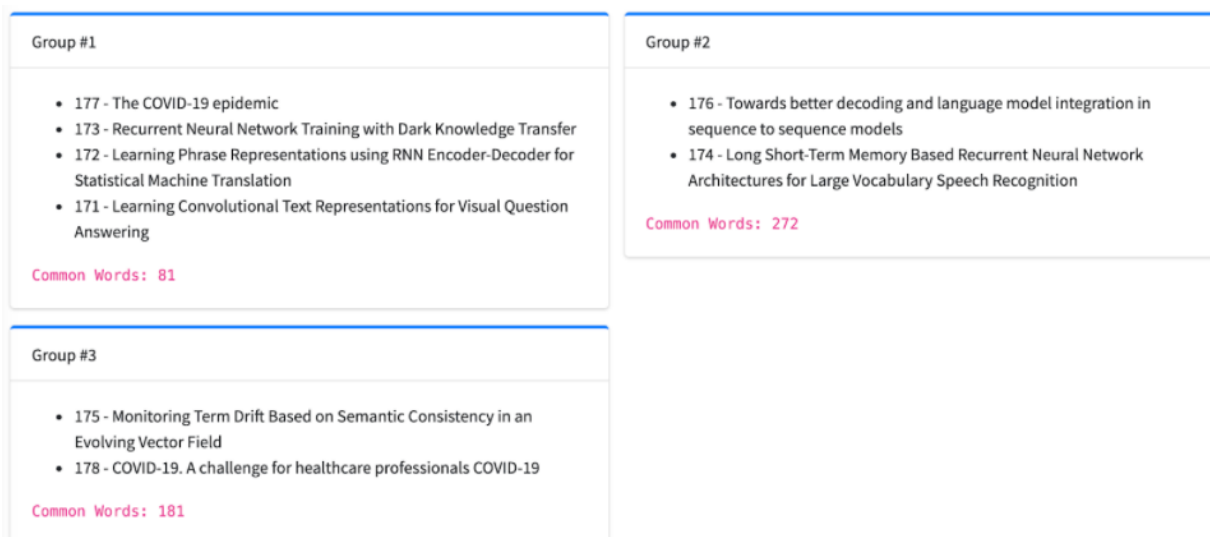 Group #1
• 177 - The COVID-19 epidemic
• 173 - Recurrent Neural Network Training with Dark Knowledge Transfer
• 172 - Learning Phrase Representations using RNN Encoder-Decoder for
Statistical Machine Translation
• 171 - Learning Convolutional Text Representations for Visual Question
Answering
Common Words: 81
Group #2
• 176 - Towards better decoding and language model integration in
sequence to sequence models
• 174 - Long Short-Term Memory Based Recurrent Neural Network
Architectures for Large Vocabulary Speech Recognition
Common Words: 272
Group #3
• 175 - Monitoring Term Drift Based on Semantic Consistency in an
Evolving Vector Field
• 178 - COVID-19. A challenge for healthcare professionals COVID-19
Common Words: 181